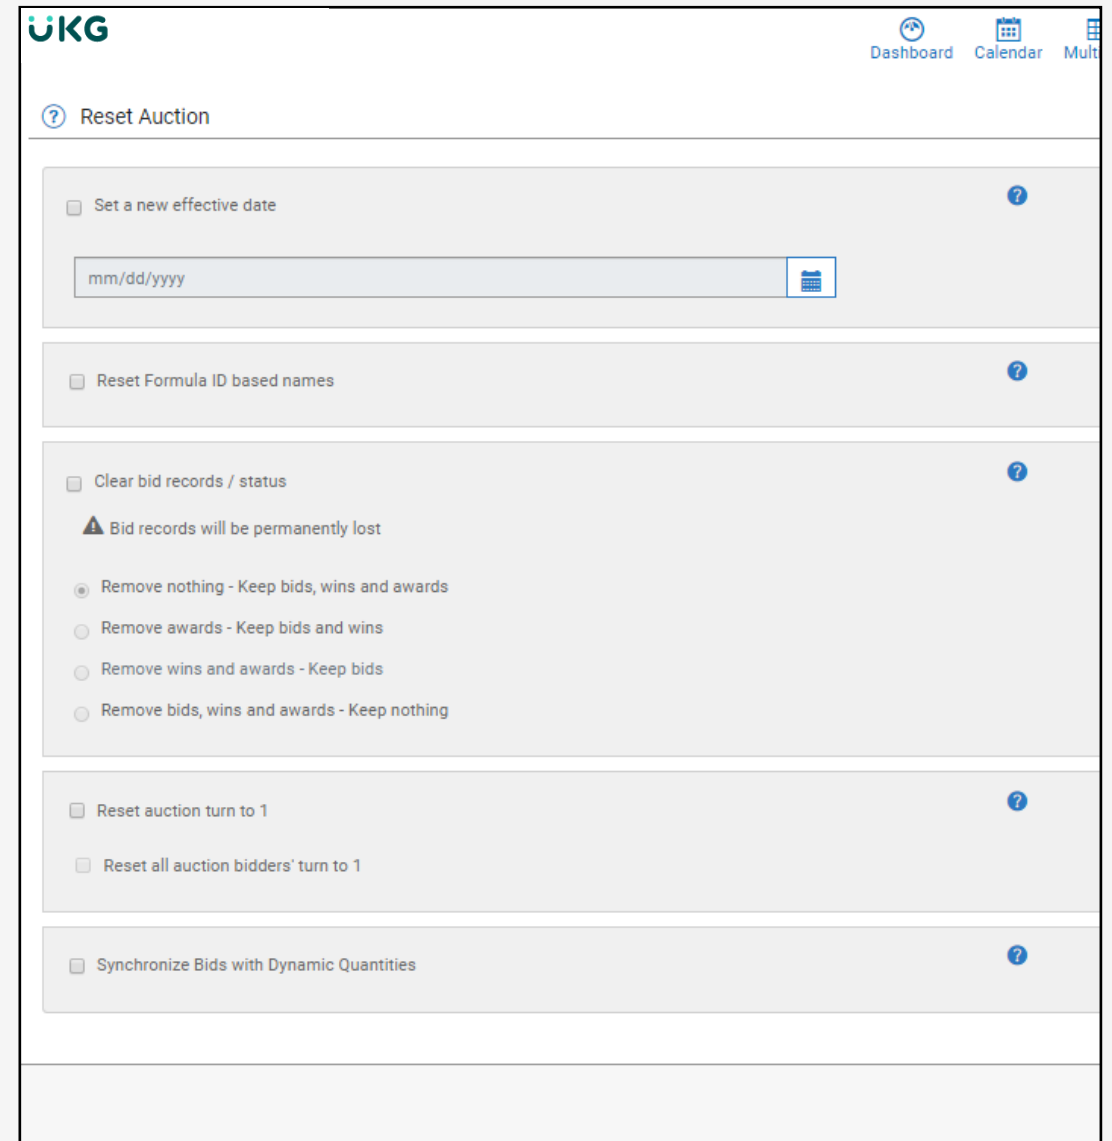 UKG
Dashboard Calendar Mult
Reset Auction
Set a new effective date
mm/dd/yyyy
Reset Formula ID based names
Clear bid records / status
Bid records will be permanently lost
Remove nothing - Keep bids, wins and awards
Remove awards - Keep bids and wins
Remove wins and awards - Keep bids
Remove bids, wins and awards - Keep nothing
Reset auction turn to 1
Reset all auction bidders' turn to 1
Synchronize Bids with Dynamic Quantities